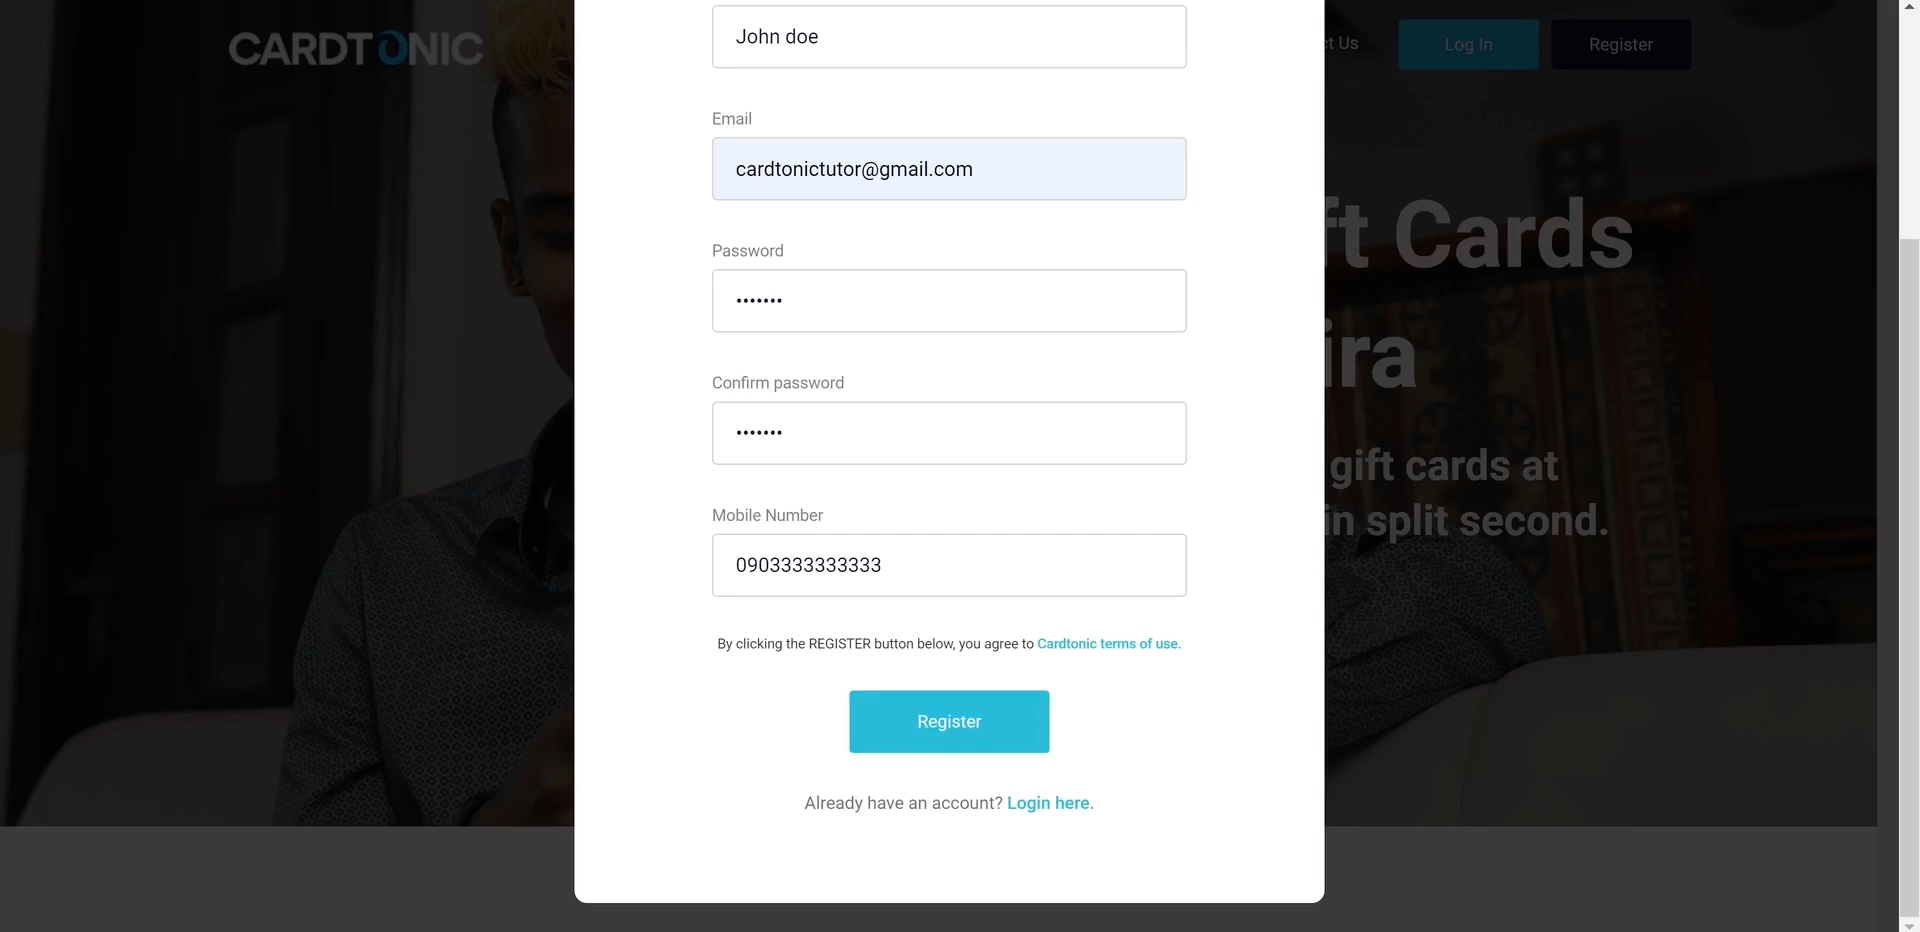 CARDTONIC
ct Us
Log In
Register
John doe
Email
cardtonictutor@gmail.com
Password
•••••••
Confirm password
•••••••
Mobile Number
0903333333333
By clicking the REGISTER button below, you agree to Cardtonic terms of use.
Register
Already have an account? Login here.
ft Cards
ira
gift cards at
in split second.